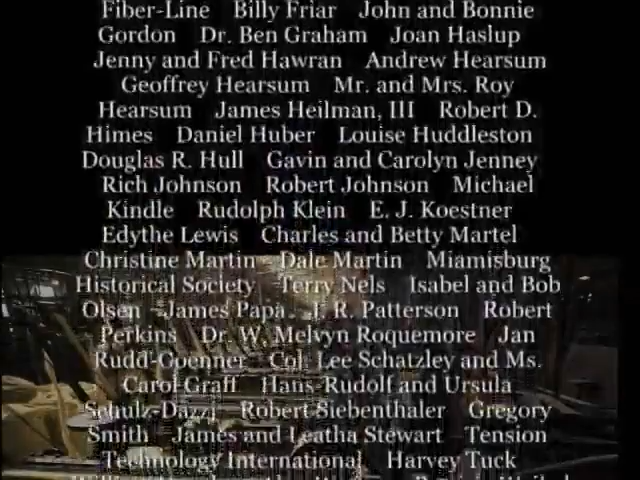 Fiber-Line Billy Friar John and Bonnie
Gordon Dr. Ben Graham Joan Haslup
Jenny and Fred Hawran Andrew Hearsum
Geoffrey Hearsum Mr. and Mrs. Roy
Hearsum James Heilman, III Robert D.
Himes Daniel Huber Louise Huddleston
Douglas R. Hull Gavin and Carolyn Jenney
Rich Johnson Robert Johnson Michael
Kindle Rudolph Klein E. J. Koestner
Edythe Lewis Charles and Betty Martel
Christine Martin Dale Martin Miamisburg
Historical Society Terry Nels Isabel and Bob
Olsen James Papa R. Patterson Robert
Perkins Dr. W. Melvyn Roquemore Jan
Rudd-Goenner Col. Lee Schatzley and Ms.
Carol Graff Hans-Rudolf and Ursula
Schulz-Dazzi Robert Siebenthaler Gregory
Smith James and Leatha Stewart Tension
Technology International Harvey Tuck